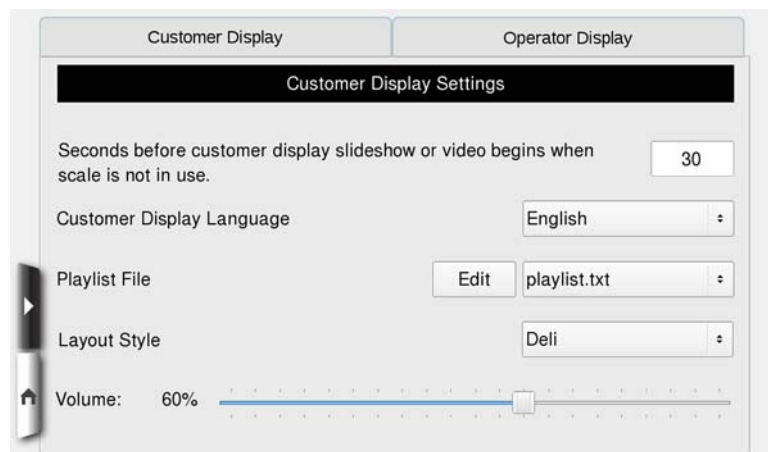 Customer Display
Operator Display
Customer Display Settings
Seconds before customer display slideshow or video begins when
scale is not in use.
30
Customer Display Language
English
Playlist File
Edit
playlist.txt
Layout Style
Deli
Volume:
60%